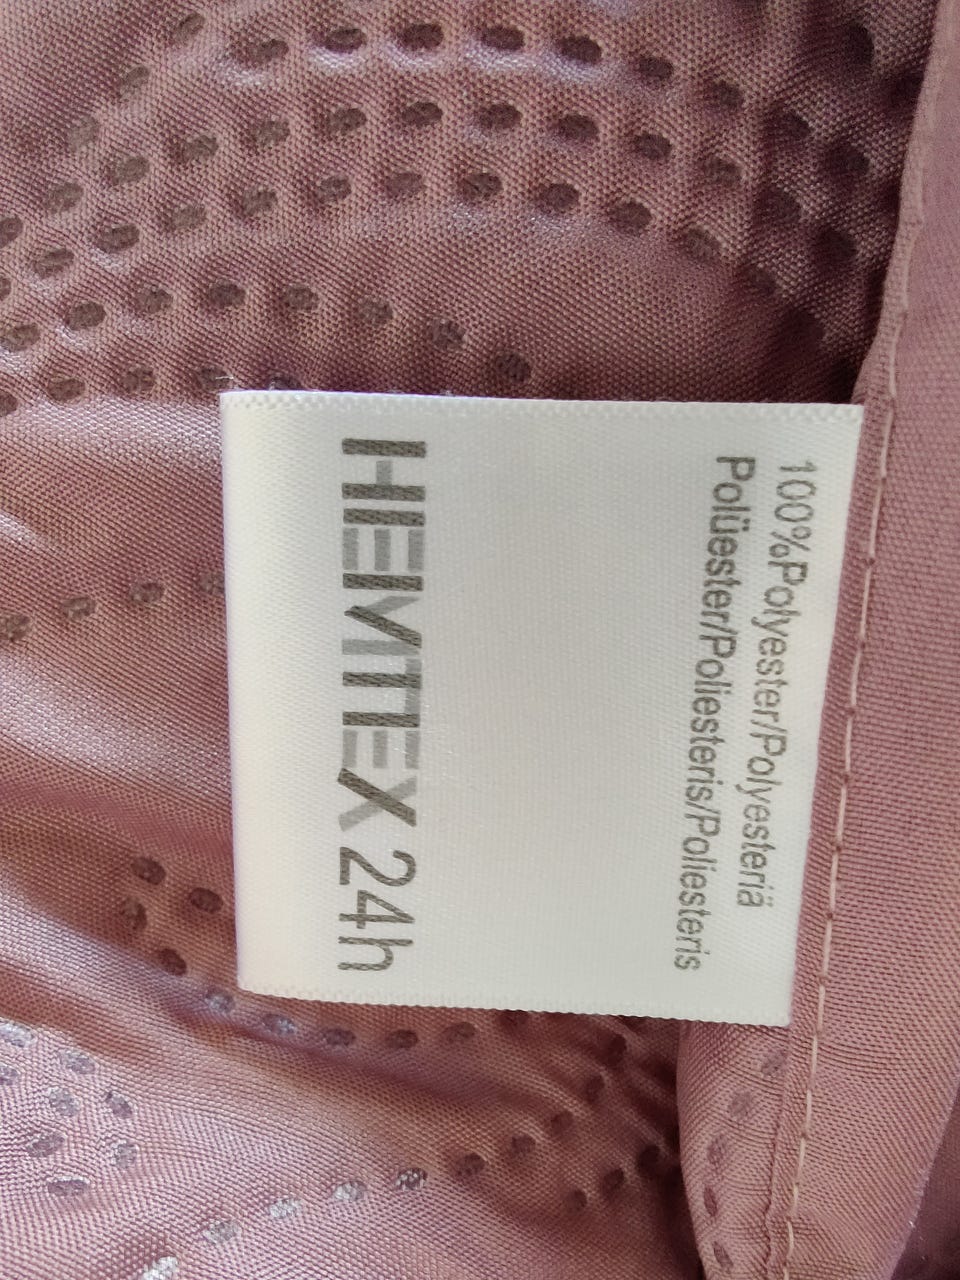 100%Polyester/Polyesteriä
Polüester/Poliesteris/Poliesteris
HEMTEX 24h